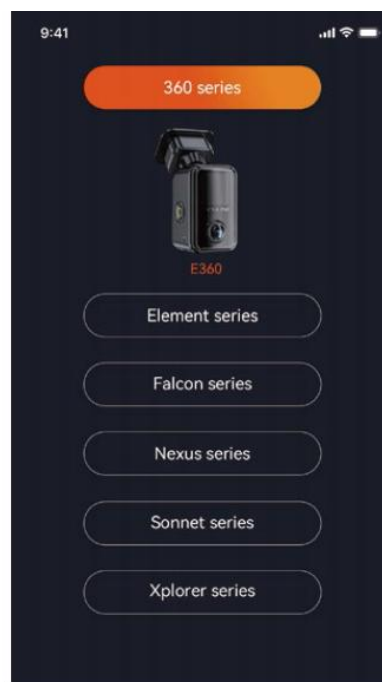 9:41
360 series
E360
Element series
Falcon series
Nexus series
Sonnet series
Xplorer series